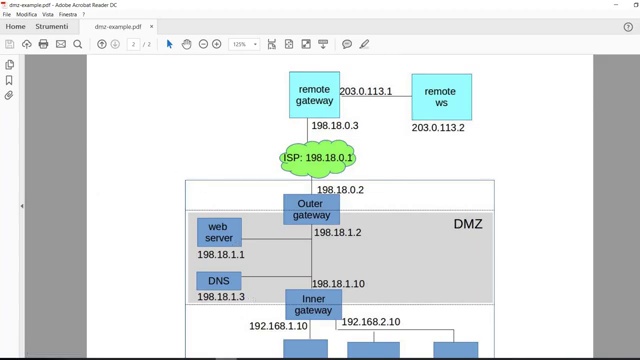 dmz-example.pdf - Adobe Acrobat Reader DC
File Modifica Vista Finestra ?
Home Strumenti dmz-example.pdf ×
2 / 2 125%
remote
gateway
203.0.113.1
remote
ws
198.18.0.3
203.0.113.2
ISP: 198.18.0.1
198.18.0.2
Outer
gateway
DMZ
web
server
198.18.1.2
198.18.1.1
DNS
198.18.1.10
198.18.1.3
Inner
gateway
192.168.1.10
192.168.2.10